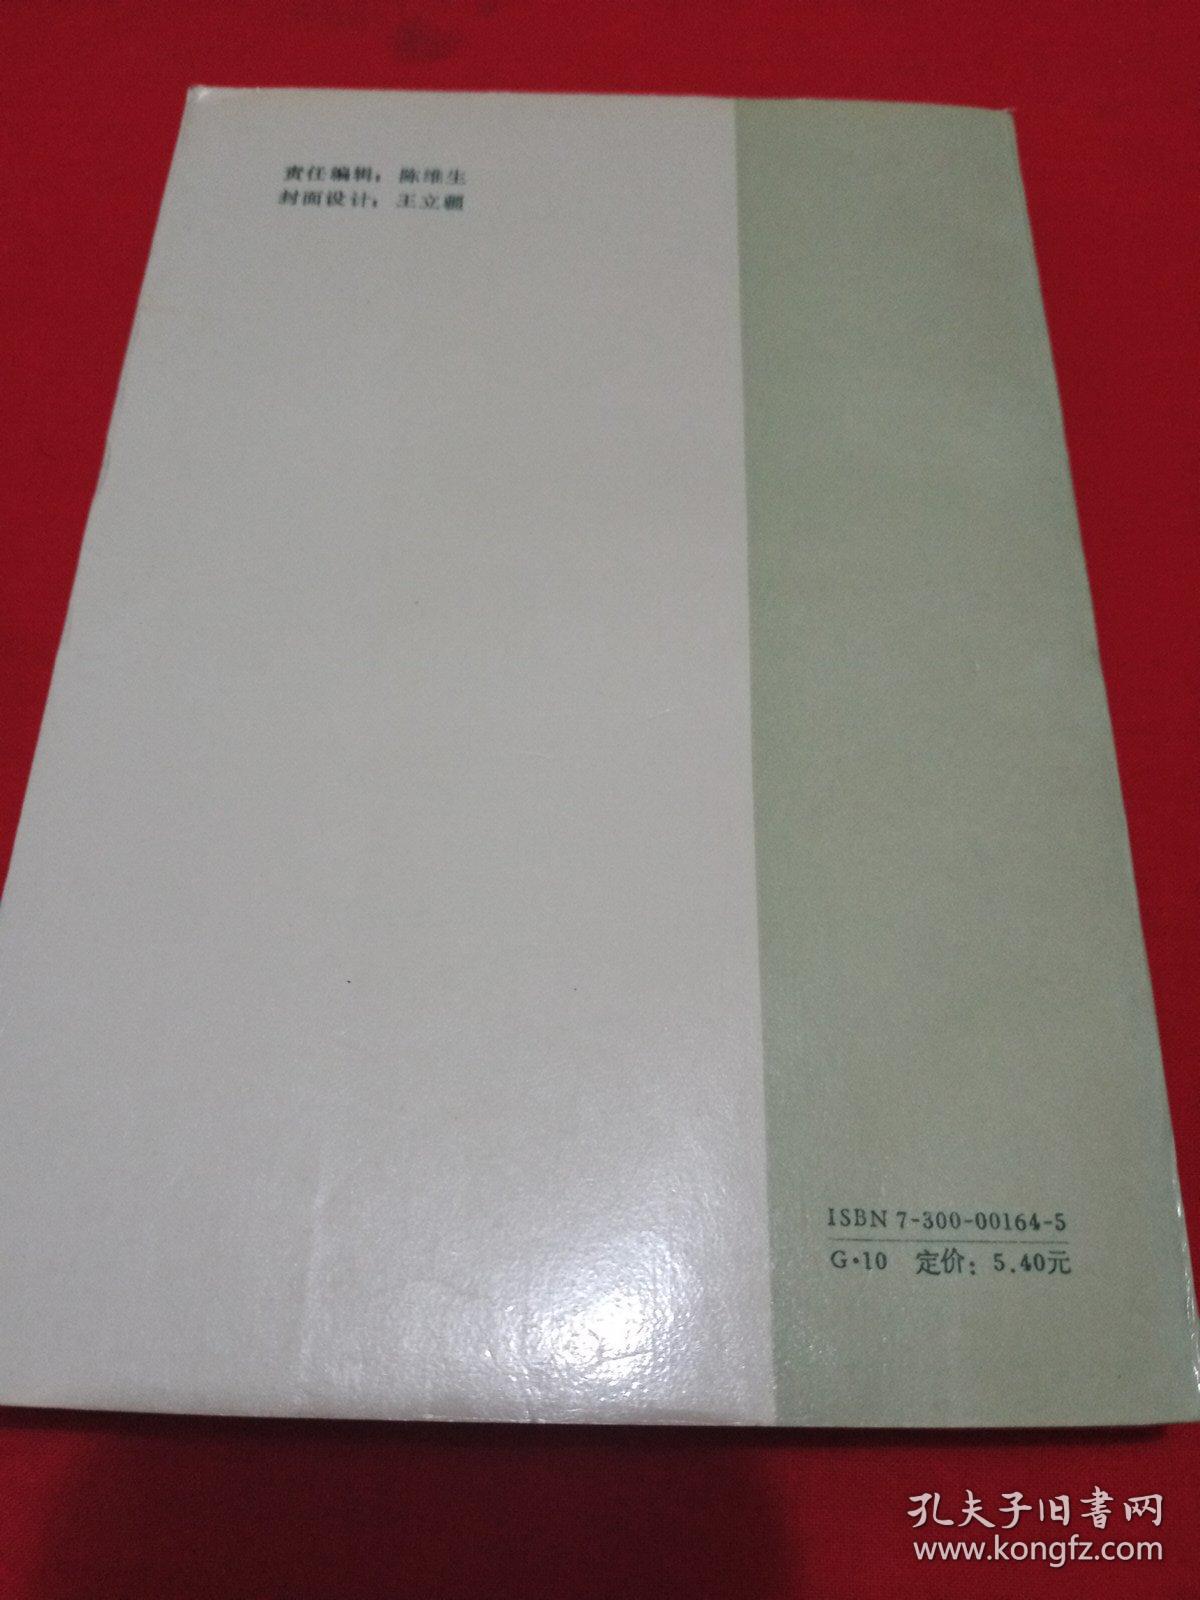 责任编辑：陈维生
封面设计：王立疆
ISBN 7-300-00164-5
G·10 定价：5.40元
孔夫子旧书网
www.kongfz.com